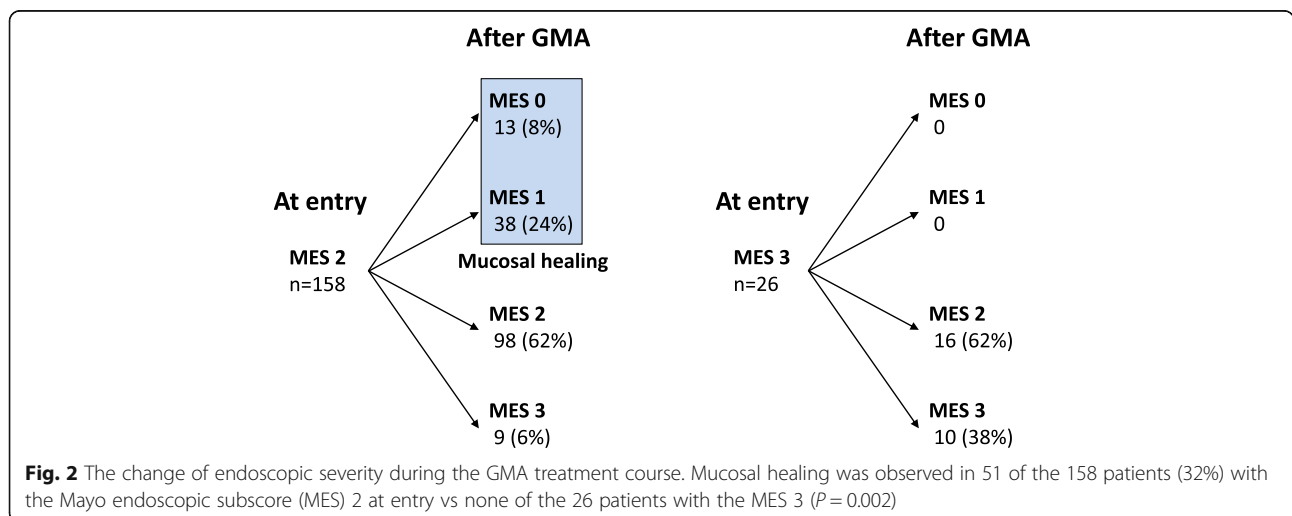 After GMA
MES 0
13 (8%)
MES 1
38 (24%)
Mucosal healing
At entry
MES 2
n=158
MES 2
98 (62%)
MES 3
9 (6%)
After GMA
MES 0
0
MES 1
0
At entry
MES 3
n=26
MES 2
16 (62%)
MES 3
10 (38%)
Fig. 2 The change of endoscopic severity during the GMA treatment course. Mucosal healing was observed in 51 of the 158 patients (32%) with
the Mayo endoscopic subscore (MES) 2 at entry vs none of the 26 patients with the MES 3 (P = 0.002)